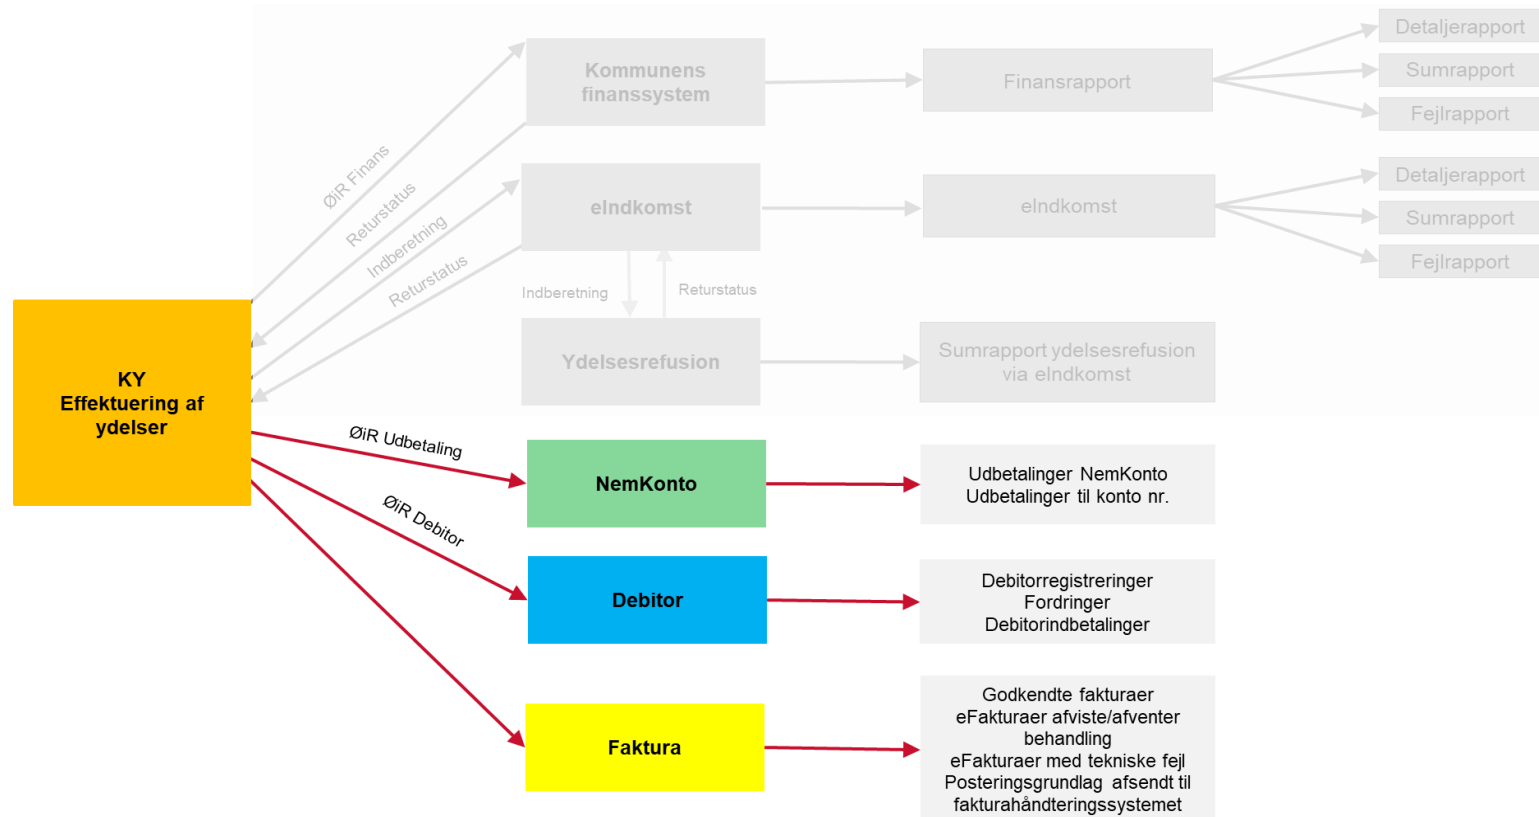 Kommunens
finanssystem
Finansrapport
Detaljerapport
Sumrapport
Fejlrapport
ØiR Finans
Returstatus
Indberetning
Returstatus
eIndkomst
eIndkomst
Detaljerapport
Sumrapport
Fejlrapport
Indberetning
Returstatus
Ydelsesrefusion
Sumrapport ydelsesrefusion
via eIndkomst
KY
Effektuering af
ydelser
ØiR Udbetaling
NemKonto
Udbetalinger NemKonto
Udbetalinger til konto nr.
ØiR Debitor
Debitor
Debitorregistreringer
Fordringer
Debitorindbetalinger
Faktura
Godkendte fakturaer
eFakturaer afviste/afventer
behandling
eFakturaer med tekniske fejl
Posteringsgrundlag afsendt til
fakturahåndteringssystemet